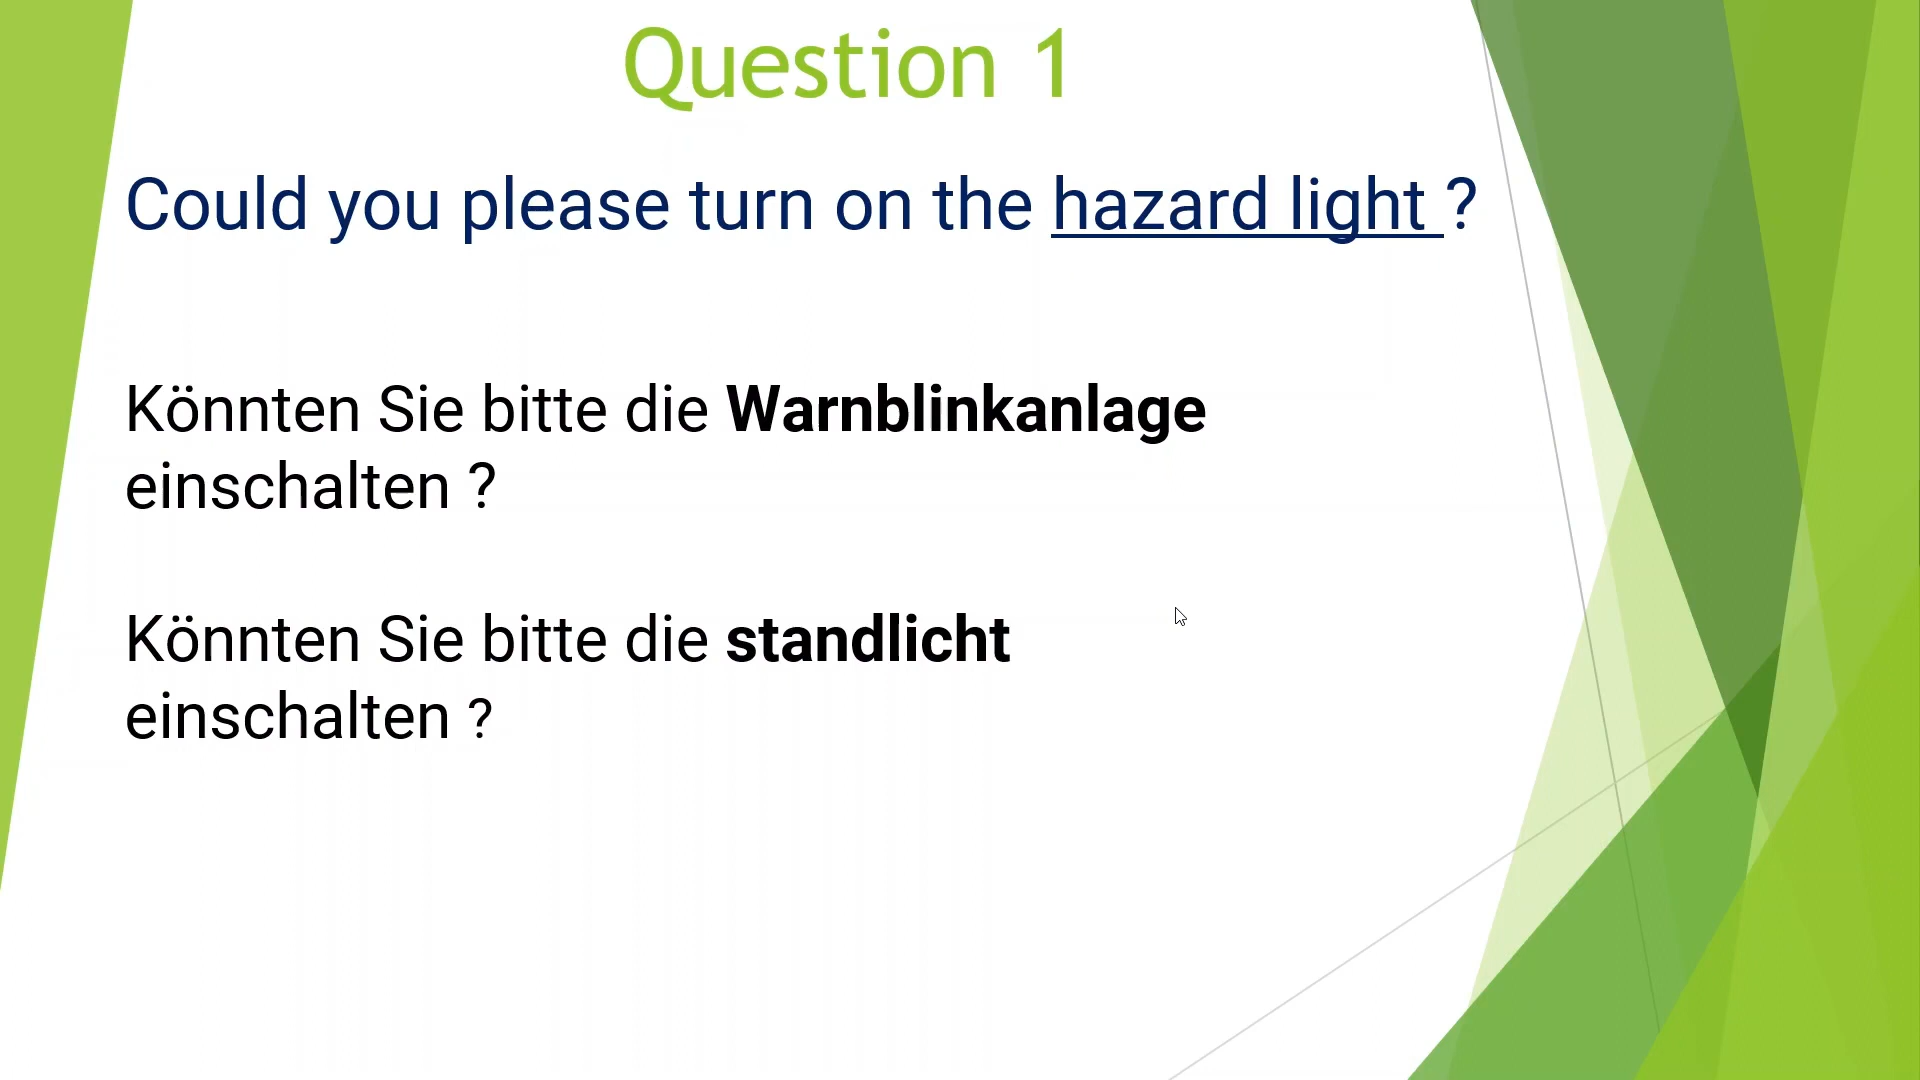 Question 1
Could you please turn on the hazard light ?
Könnten Sie bitte die Warnblinkanlage
einschalten ?
Könnten Sie bitte die standlicht
einschalten ?